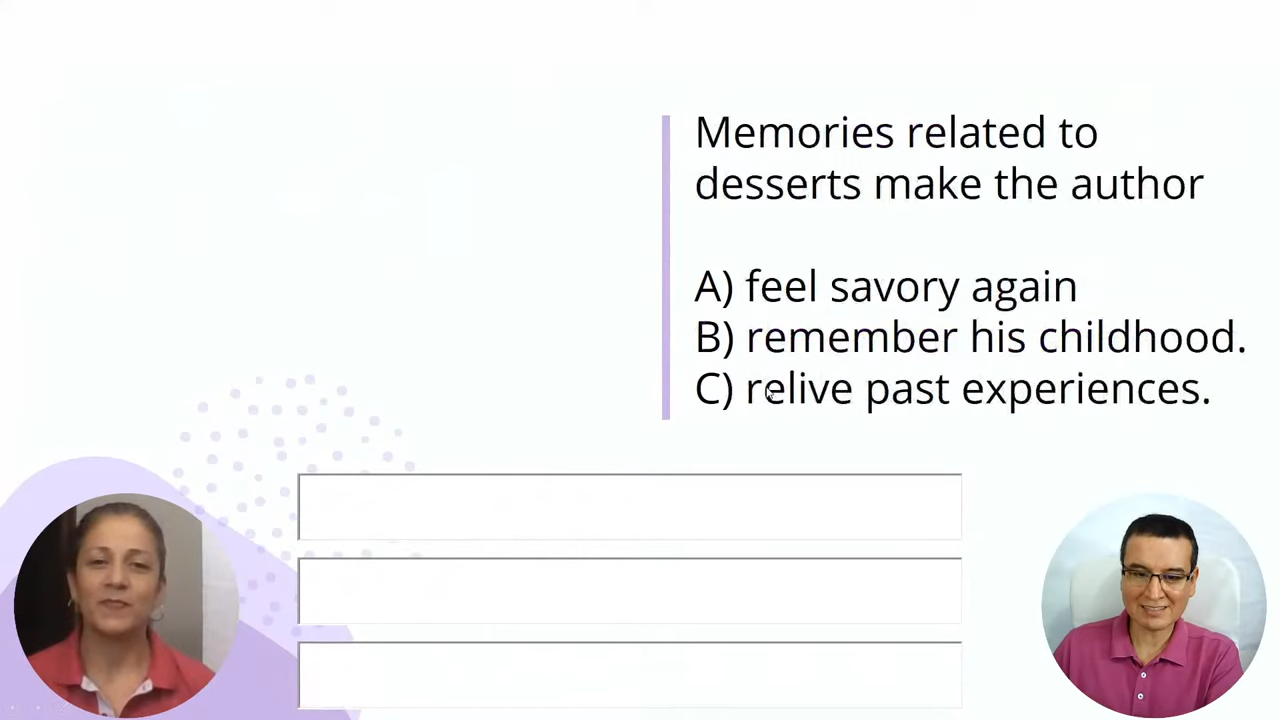 Memories related to
desserts make the author
A) feel savory again
B) remember his childhood.
C) relive past experiences.